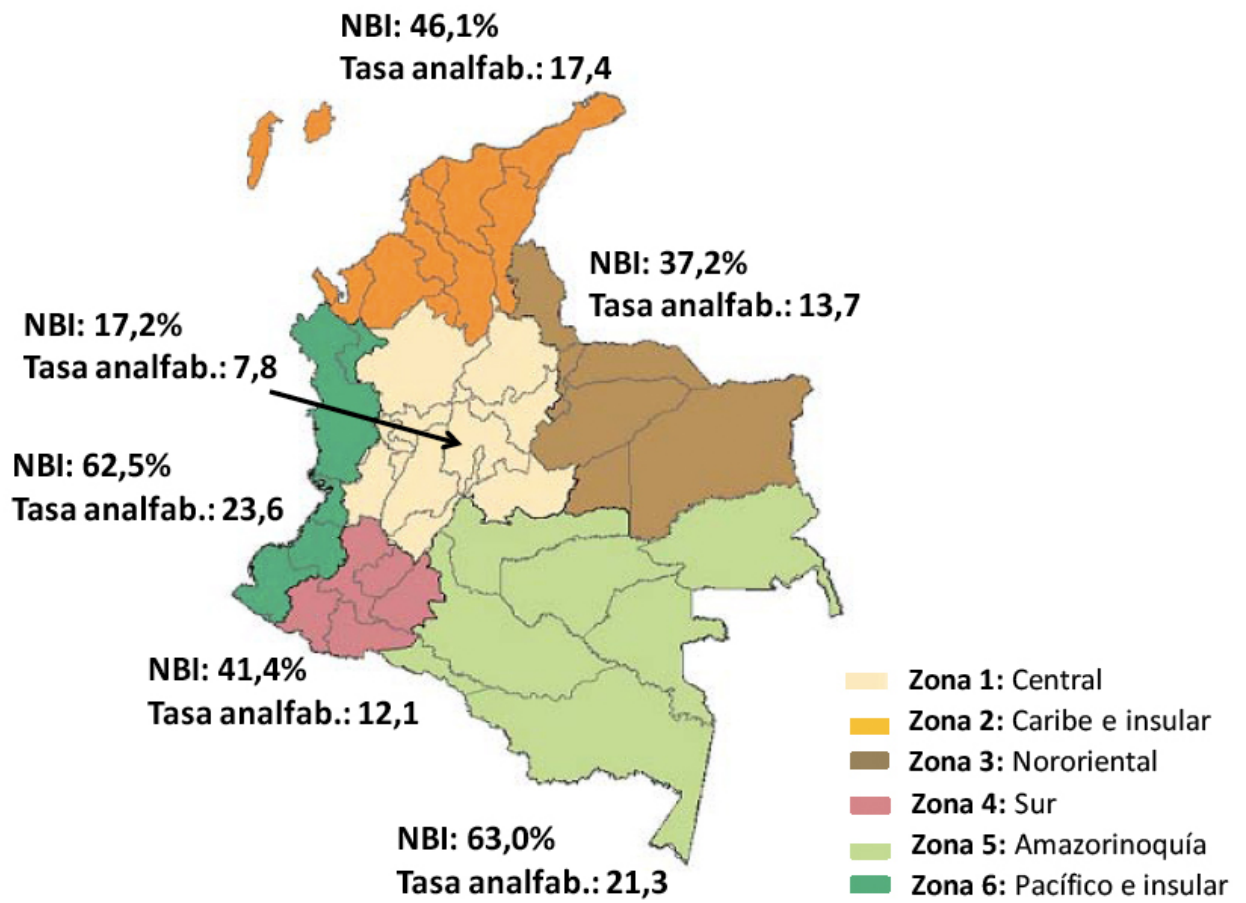 NBI: 46,1%
Tasa analfab.: 17,4
NBI: 37,2%
Tasa analfab.: 13,7
NBI: 17,2%
Tasa analfab.: 7,8
NBI: 62,5%
Tasa analfab.: 23,6
NBI: 41,4%
Tasa analfab.: 12,1
NBI: 63,0%
Tasa analfab.: 21,3
Zona 1: Central
Zona 2: Caribe e insular
Zona 3: Nororiental
Zona 4: Sur
Zona 5: Amazorinoquía
Zona 6: Pacífico e insular